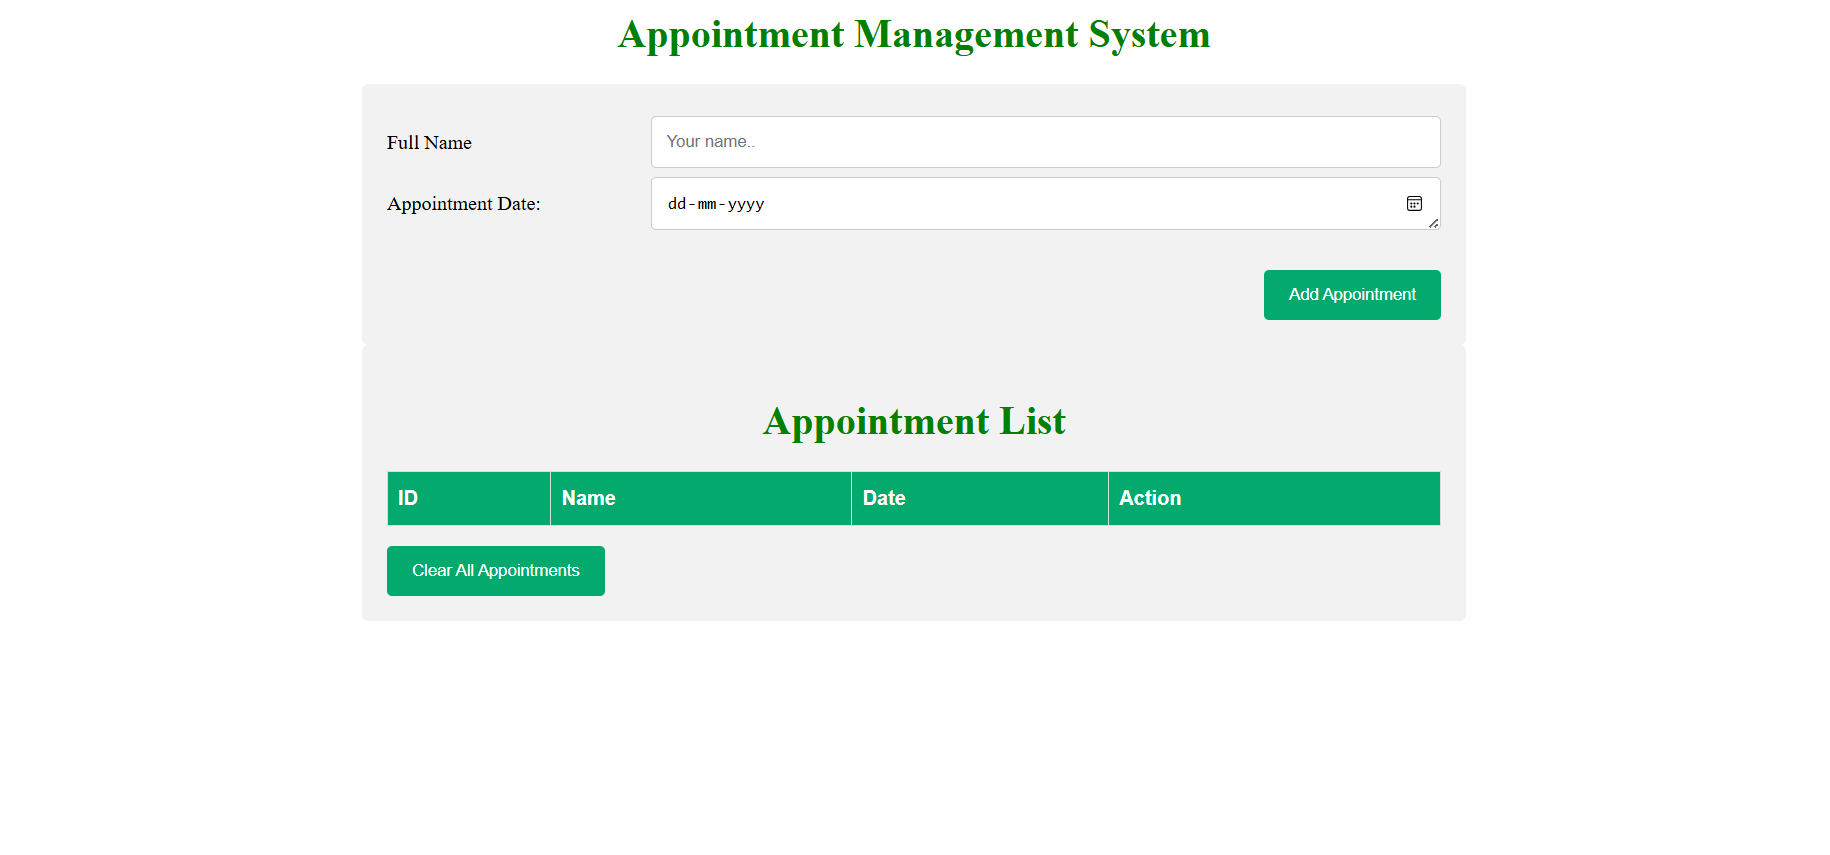 Appointment Management System
Full Name
Your name..
Appointment Date:
dd-mm-yyyy
Add Appointment
Appointment List
ID Name Date Action
Clear All Appointments